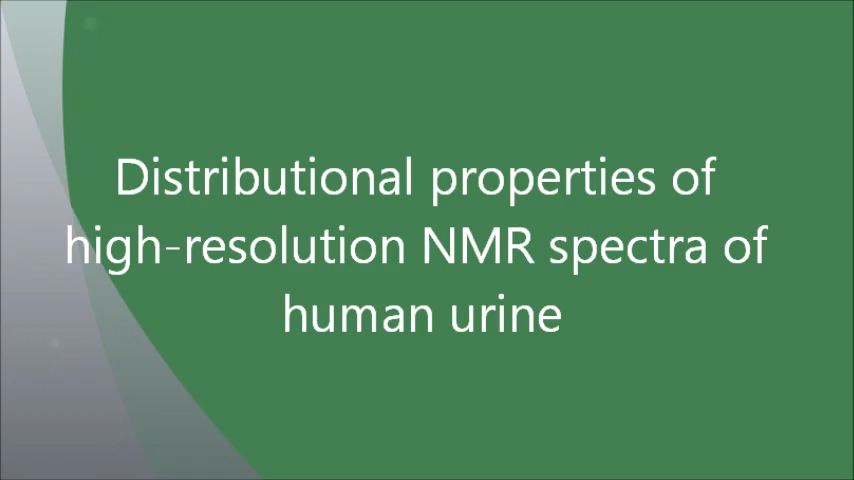 Distributional properties of
high-resolution NMR spectra of
human urine